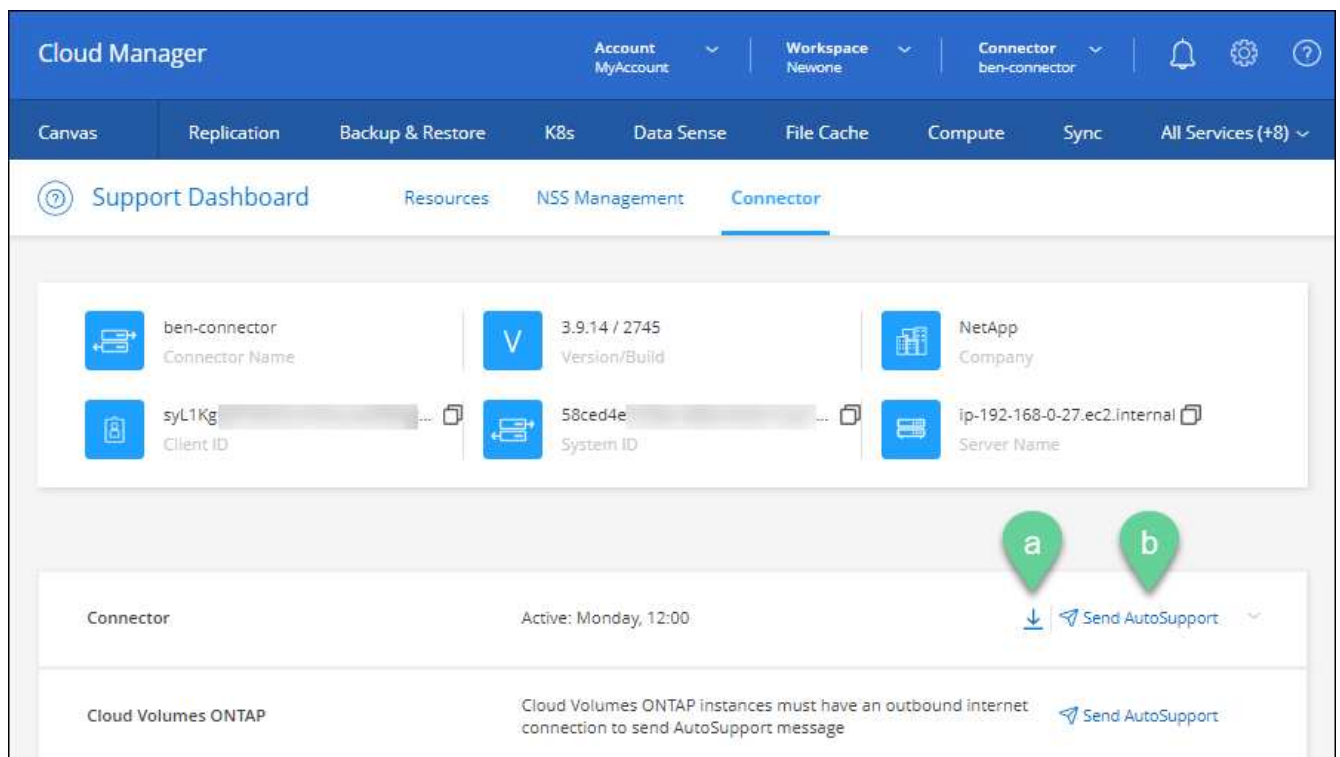 Cloud Manager
Account
MyAccount
Workspace
Newone
Connector
ben-connector
Canvas Replication Backup & Restore K8s Data Sense File Cache Compute Sync All Services (+8)
Support Dashboard Resources NSS Management Connector
ben-connector
Connector Name
V
3.9.14 / 2745
Version/Build
NetApp
Company
syL1Kg ...
Client ID
58ced4e ...
System ID
ip-192-168-0-27.ec2.internal
Server Name
a b
Connector Active: Monday, 12:00 Send AutoSupport
Cloud Volumes ONTAP
Cloud Volumes ONTAP instances must have an outbound internet
connection to send AutoSupport message
Send AutoSupport